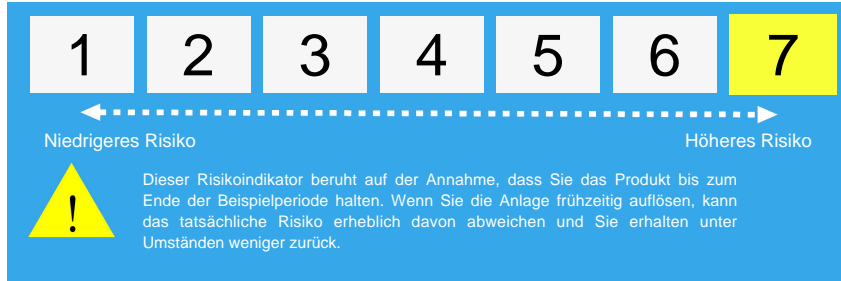 1 2 3 4 5 6 7
Niedrigeres Risiko Höheres Risiko
Dieser Risikoindikator beruht auf der Annahme, dass Sie das Produkt bis zum
Ende der Beispielperiode halten. Wenn Sie die Anlage frühzeitig auflösen, kann
das tatsächliche Risiko erheblich davon abweichen und Sie erhalten unter
Umständen weniger zurück.
!